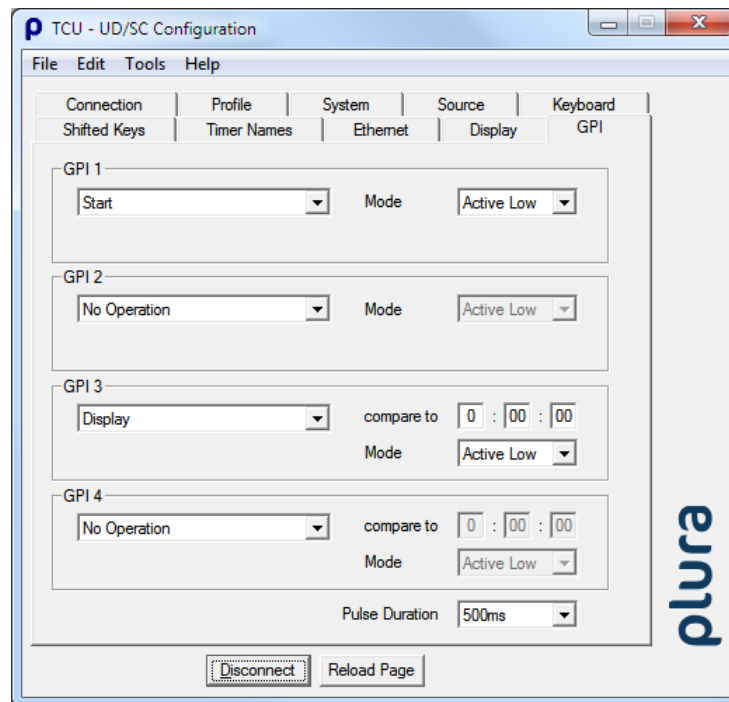 TCU - UD/SC Configuration
File Edit Tools Help
Connection Profile System Source Keyboard
Shifted Keys Timer Names Ethernet Display GPI
GPI 1
Start Mode Active Low
GPI 2
No Operation Mode Active Low
GPI 3
Display compare to 0 : 00 : 00
Mode Active Low
GPI 4
No Operation compare to 0 : 00 : 00
Mode Active Low
Pulse Duration 500ms
Disconnect Reload Page
plura